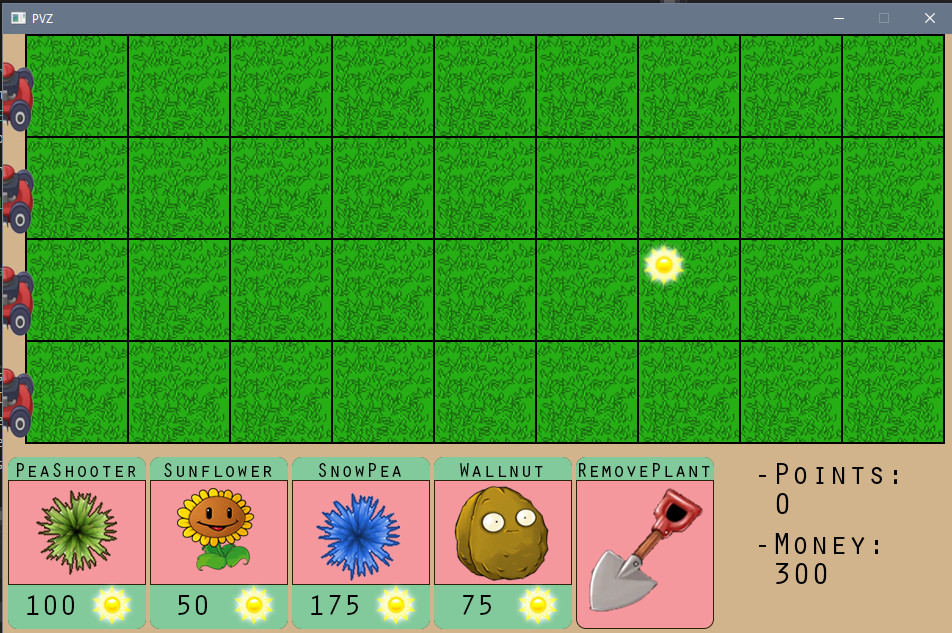 PVZ
PeaShooter
Sunflower
SnowPea
Wallnut
RemovePlant
100
50
175
75
-Points:
0
-Money:
300